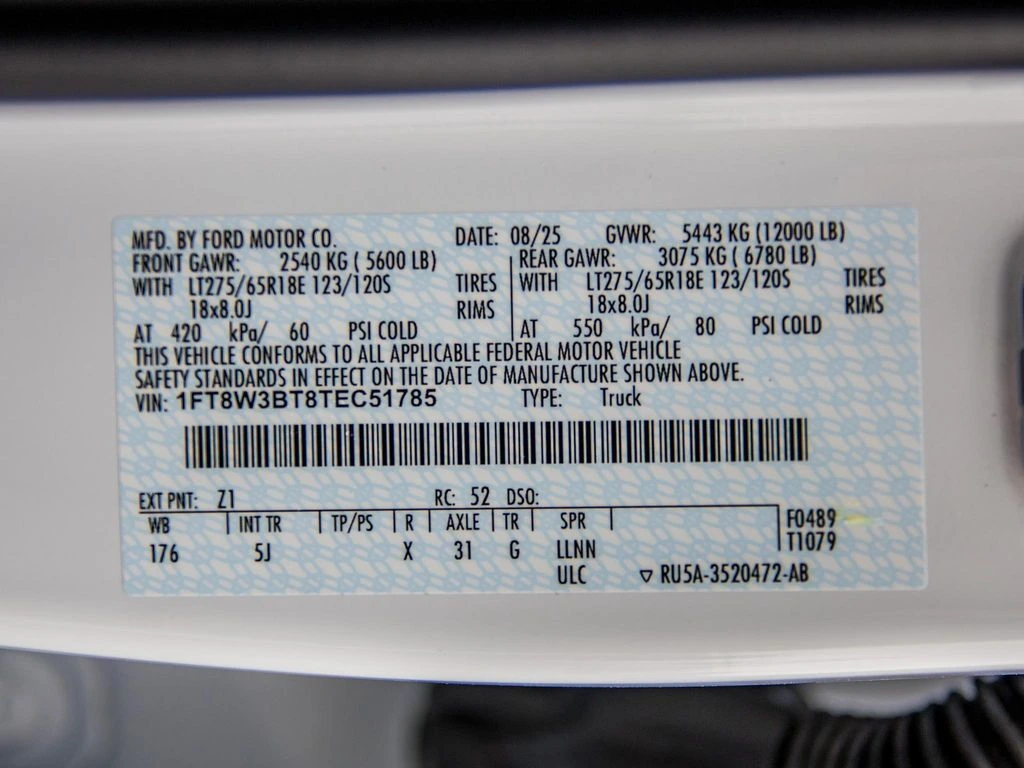 MFD. BY FORD MOTOR CO. DATE: 08/25 GVWR: 5443 KG (12000 LB)
FRONT GAWR: 2540 KG ( 5600 LB) REAR GAWR: 3075 KG ( 6780 LB)
WITH LT275/65R18E 123/120S TIRES WITH LT275/65R18E 123/120S TIRES
18x8.0J RIMS 18x8.0J RIMS
AT 420 kPa/ 60 PSI COLD AT 550 kPa/ 80 PSI COLD
THIS VEHICLE CONFORMS TO ALL APPLICABLE FEDERAL MOTOR VEHICLE
SAFETY STANDARDS IN EFFECT ON THE DATE OF MANUFACTURE SHOWN ABOVE.
VIN: 1FT8W3BT8TEC51785 TYPE: Truck
EXT PNT: Z1 RC: 52 DSO:
WB INT TR TP/PS R AXLE TR SPR F0489
176 5J X 31 G LLNN T1079
ULC RU5A-3520472-AB